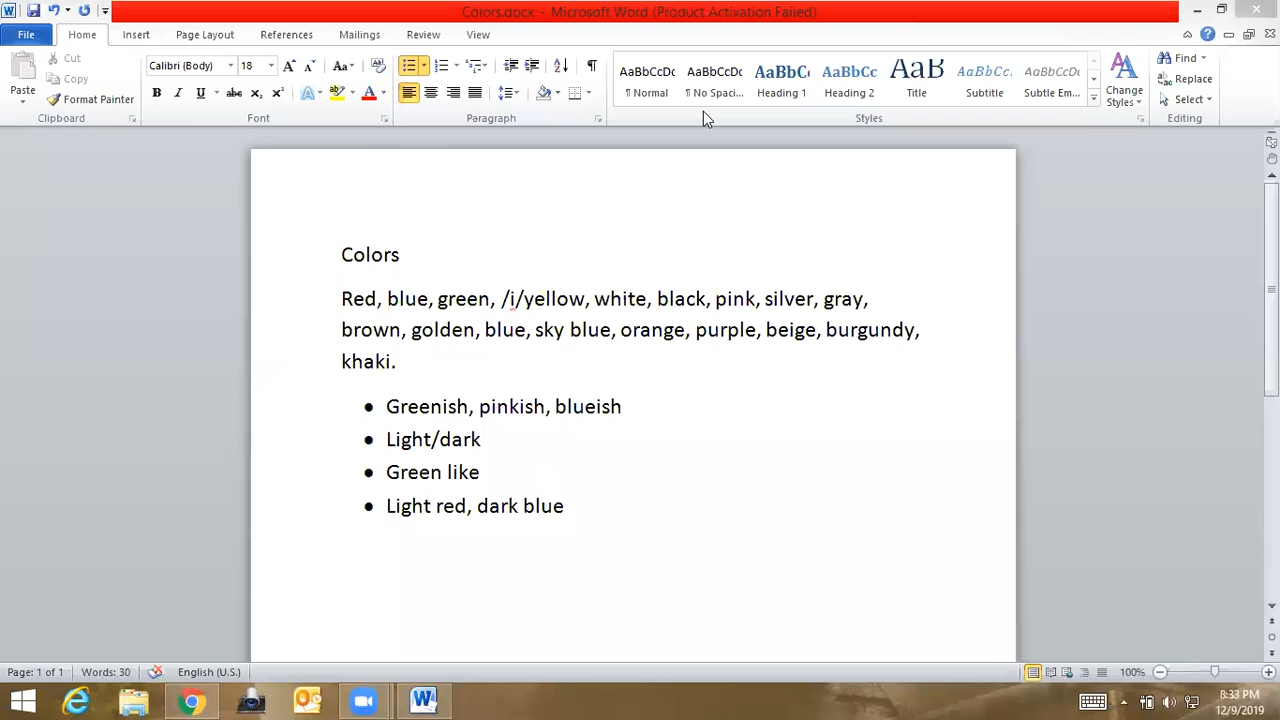 Colors.docx - Microsoft Word (Product Activation Failed)
File Home Insert Page Layout References Mailings Review View
Cut
Copy
Paste
Format Painter
Clipboard
Calibri (Body) 18
Font
Paragraph
AaBbCcDc AaBbCcDc AaBbC AaBbCc AaB AaBbCc. AaBbCcDc
¶ Normal ¶ No Spaci... Heading 1 Heading 2 Title Subtitle Subtle Em...
Change
Styles
Styles
Find
Replace
Select
Editing
Colors
Red, blue, green, /i/yellow, white, black, pink, silver, gray,
brown, golden, blue, sky blue, orange, purple, beige, burgundy,
khaki.
• Greenish, pinkish, blueish
• Light/dark
• Green like
• Light red, dark blue
Page: 1 of 1 Words: 30 English (U.S.) 100%
8:33 PM
12/9/2019